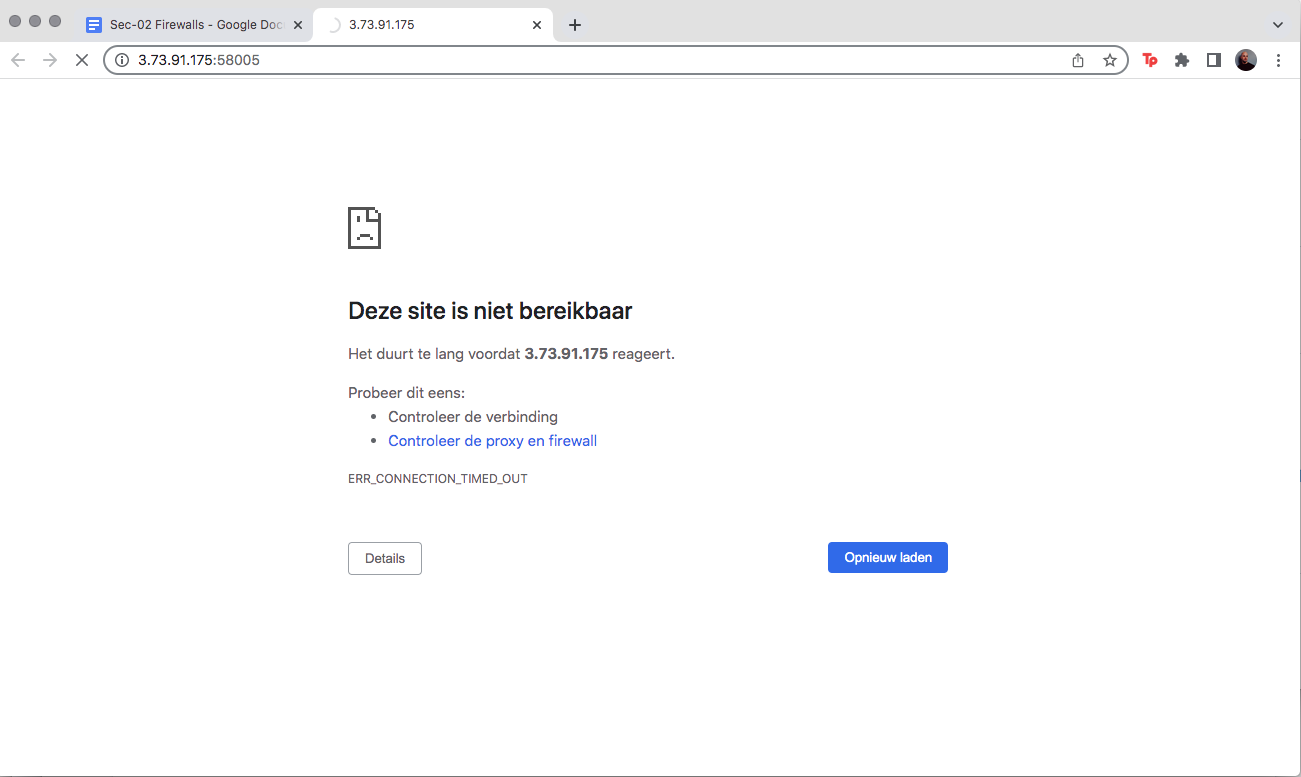 Sec-02 Firewalls - Google Doc
3.73.91.175
3.73.91.175:58005
Tp
Deze site is niet bereikbaar
Het duurt te lang voordat 3.73.91.175 reageert.
Probeer dit eens:
• Controleer de verbinding
• Controleer de proxy en firewall
ERR_CONNECTION_TIMED_OUT
Details
Opnieuw laden